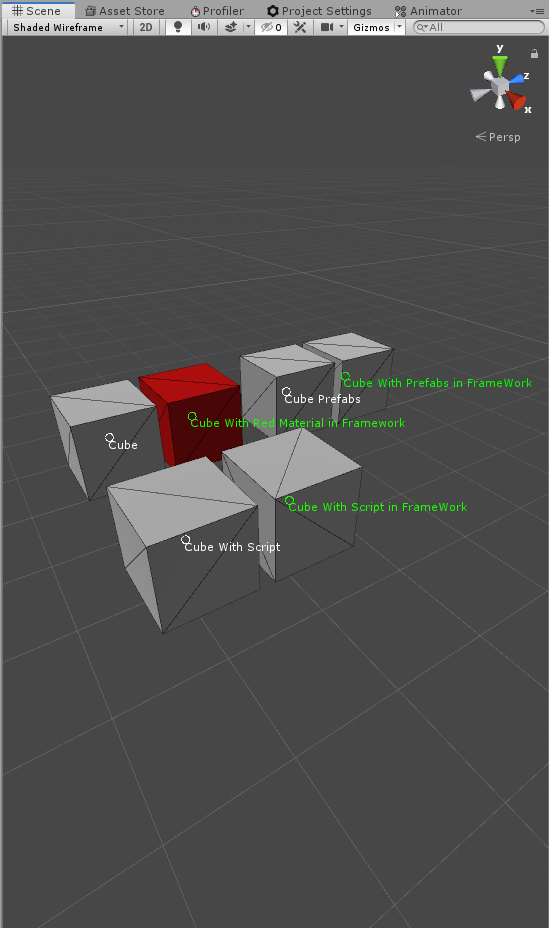 Scene Asset Store Profiler Project Settings Animator
Shaded Wireframe 2D 0 Gizmos All
y
z
x
Persp
Cube With Prefabs in FrameWork
Cube Prefabs
Cube With Red Material in Framework
Cube
Cube With Script in FrameWork
Cube With Script